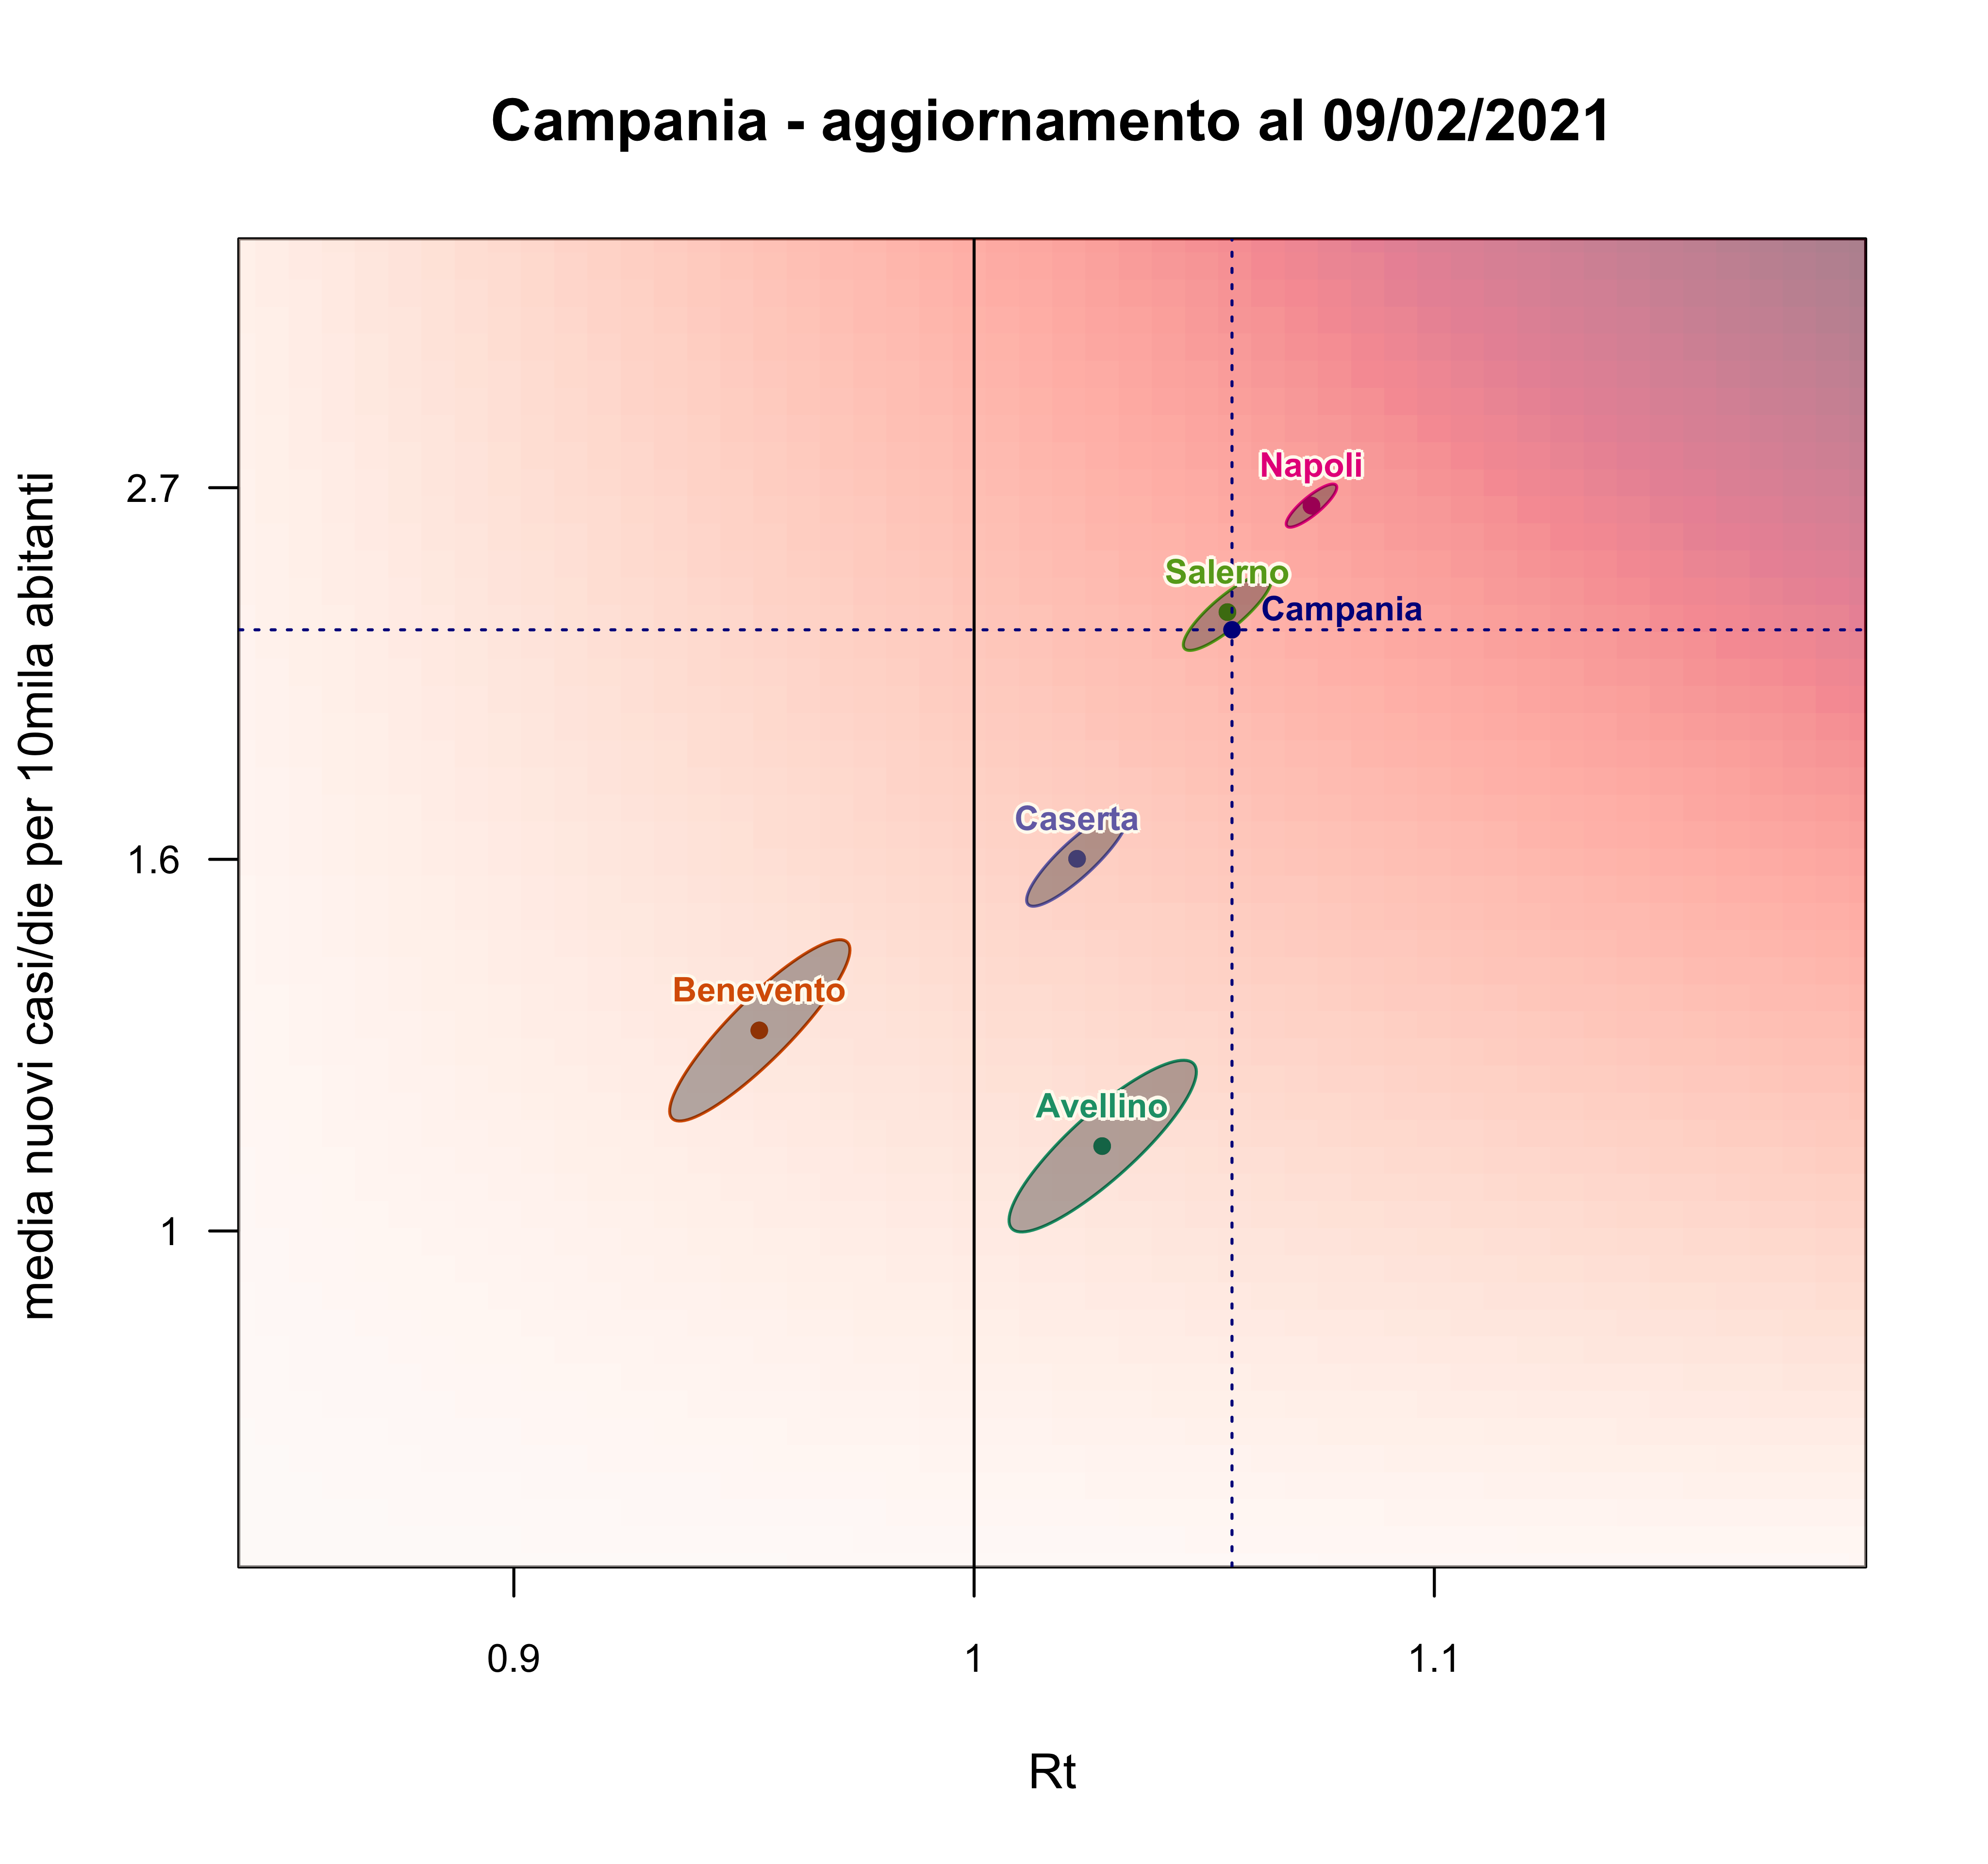 Campania - aggiornamento al 09/02/2021
media nuovi casi/die per 10mila abitanti
2.7
1.6
1
Napoli
Salerno
Campania
Caserta
Benevento
Avellino
0.9
1
1.1
Rt